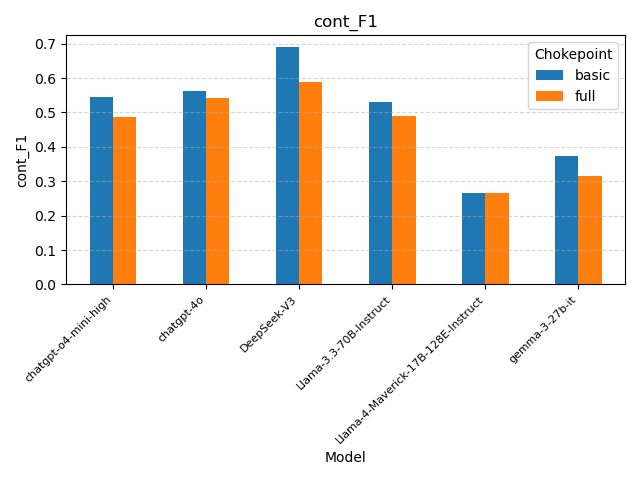 cont_F1
Chokepoint
basic
full
cont_F1
0.7
0.6
0.5
0.4
0.3
0.2
0.1
0.0
chatgpt-o4-mini-high
chatgpt-4o
DeepSeek-V3
Llama-3.3-70B-Instruct
Llama-4-Maverick-17B-128E-Instruct
gemma-3-27b-it
Model